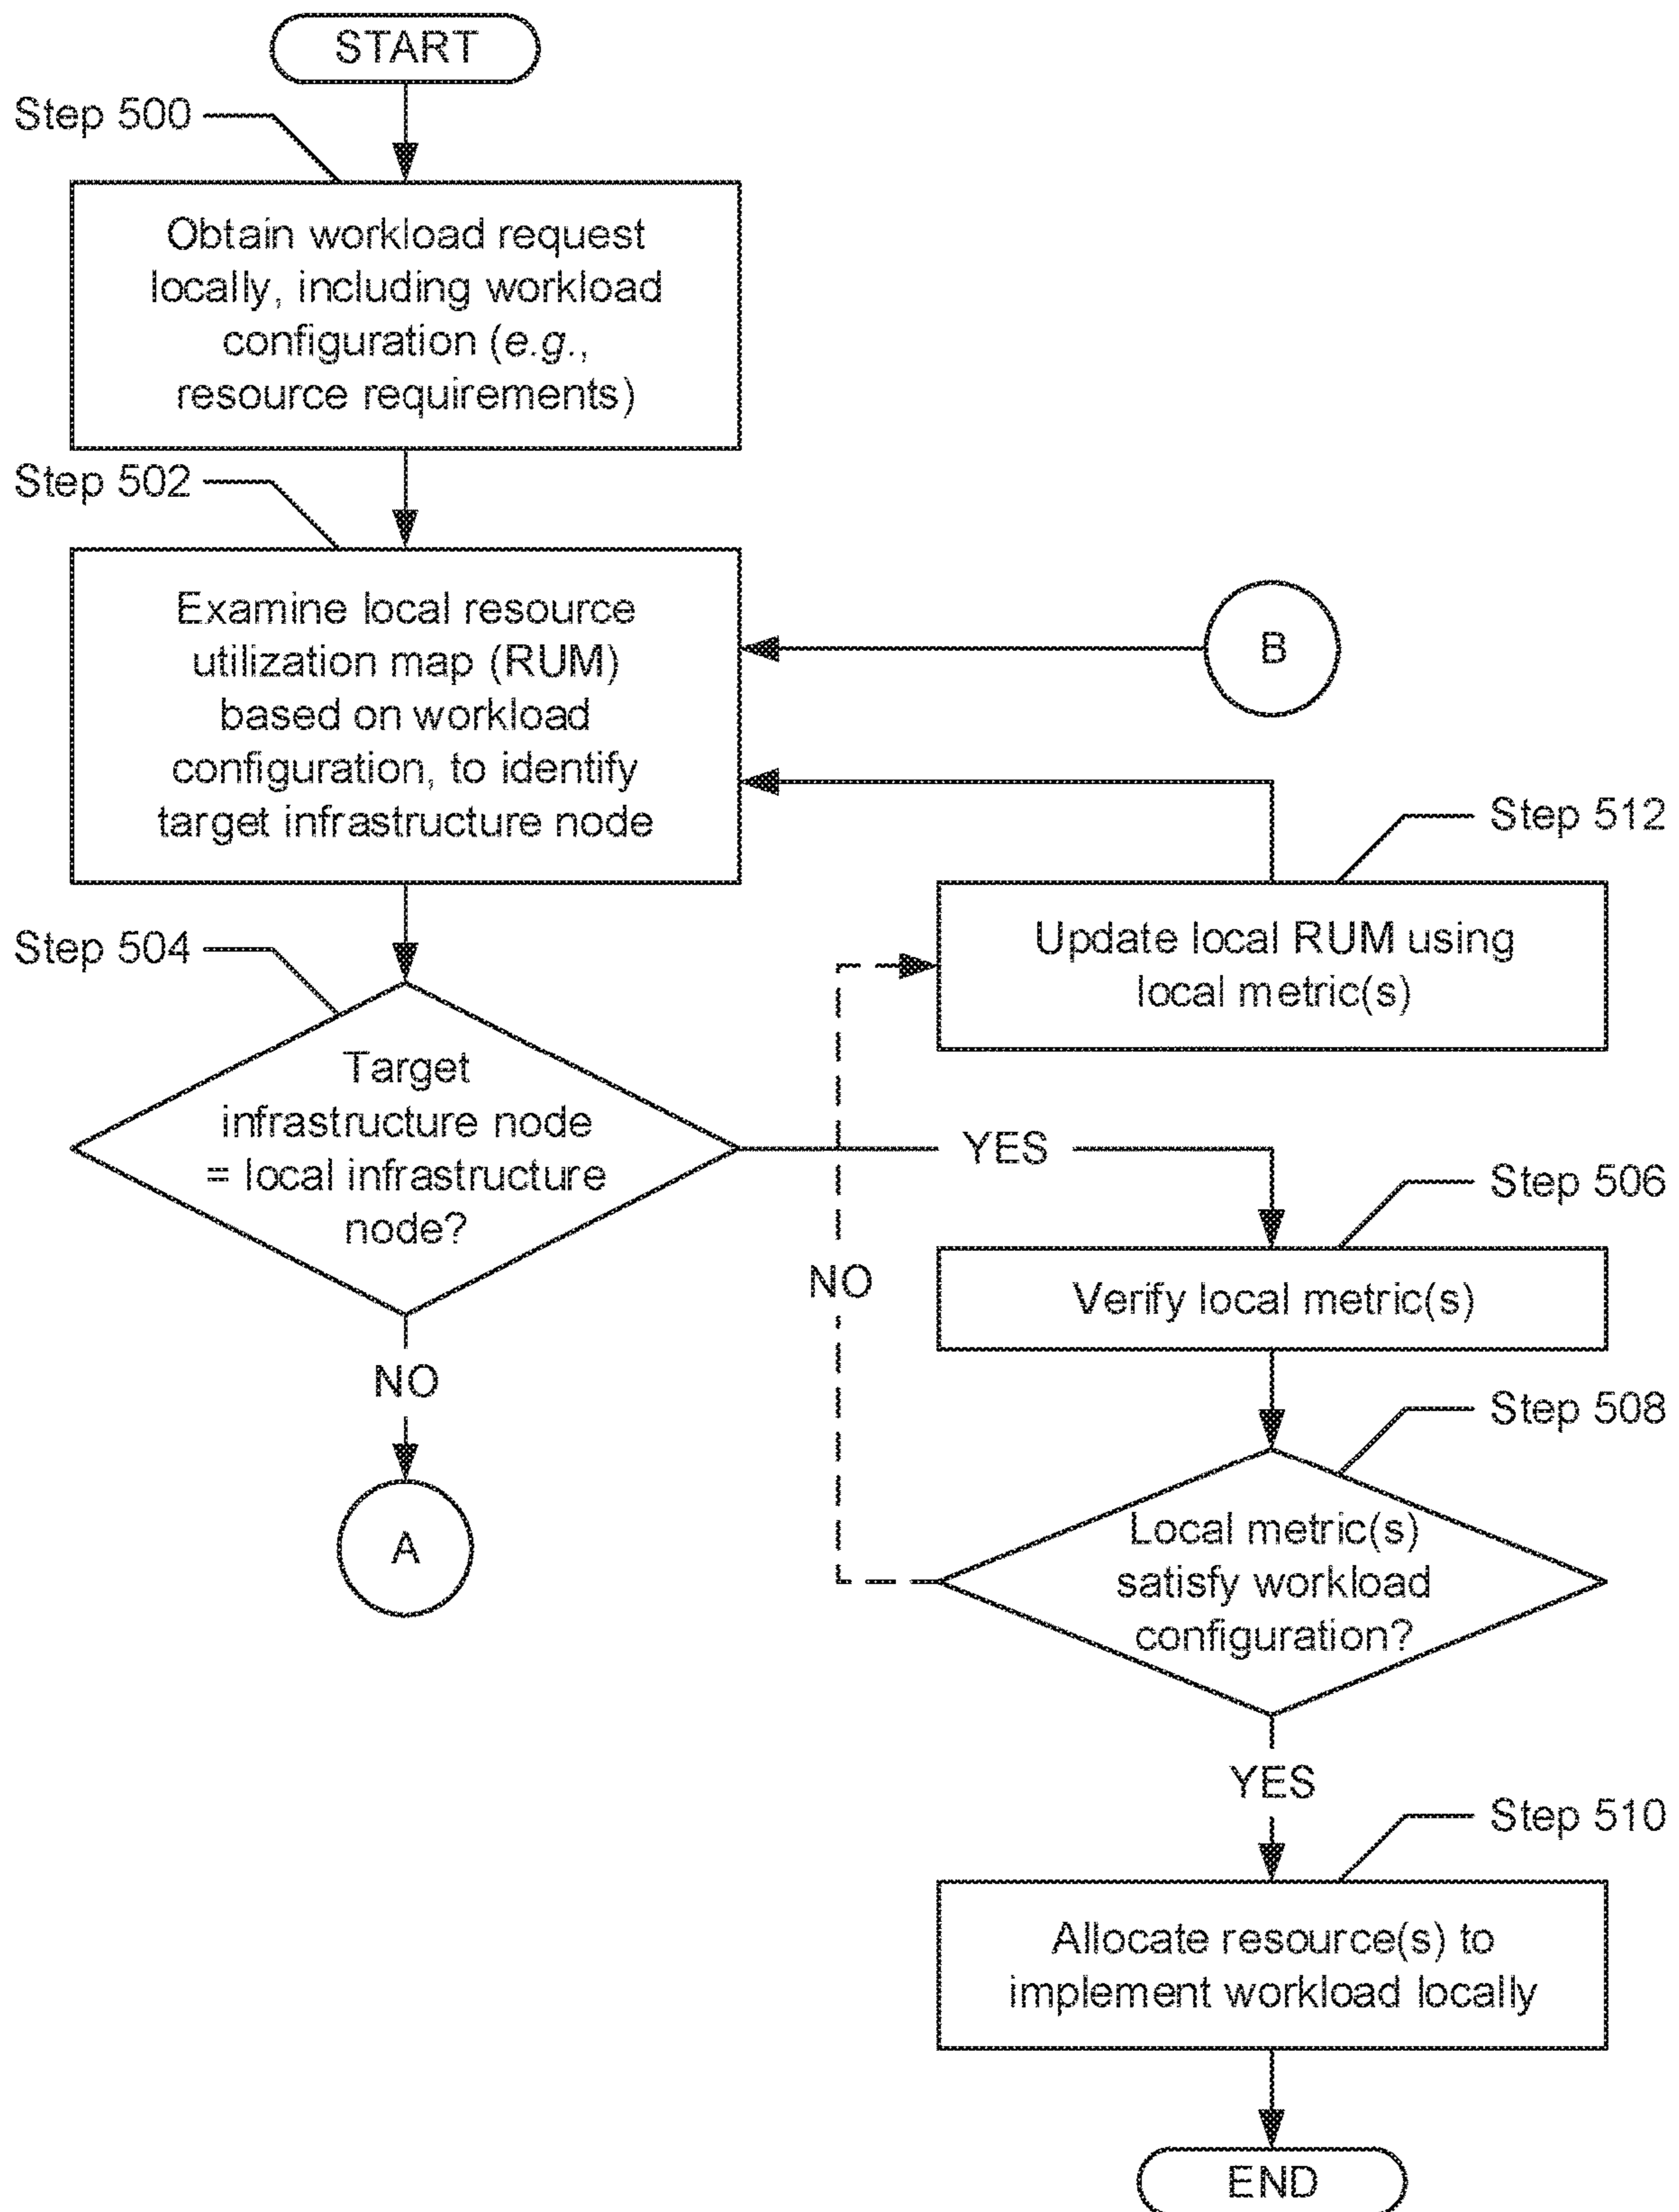 START
Step 500
Obtain workload request
locally, including workload
configuration (e.g.,
resource requirements)
Step 502
Examine local resource
utilization map (RUM)
based on workload
configuration, to identify
target infrastructure node
B
Step 512
Update local RUM using
local metric(s)
Step 504
Target
infrastructure node
= local infrastructure
node?
YES
NO
A
Step 506
Verify local metric(s)
NO
Step 508
Local metric(s)
satisfy workload
configuration?
YES
Step 510
Allocate resource(s) to
implement workload locally
END